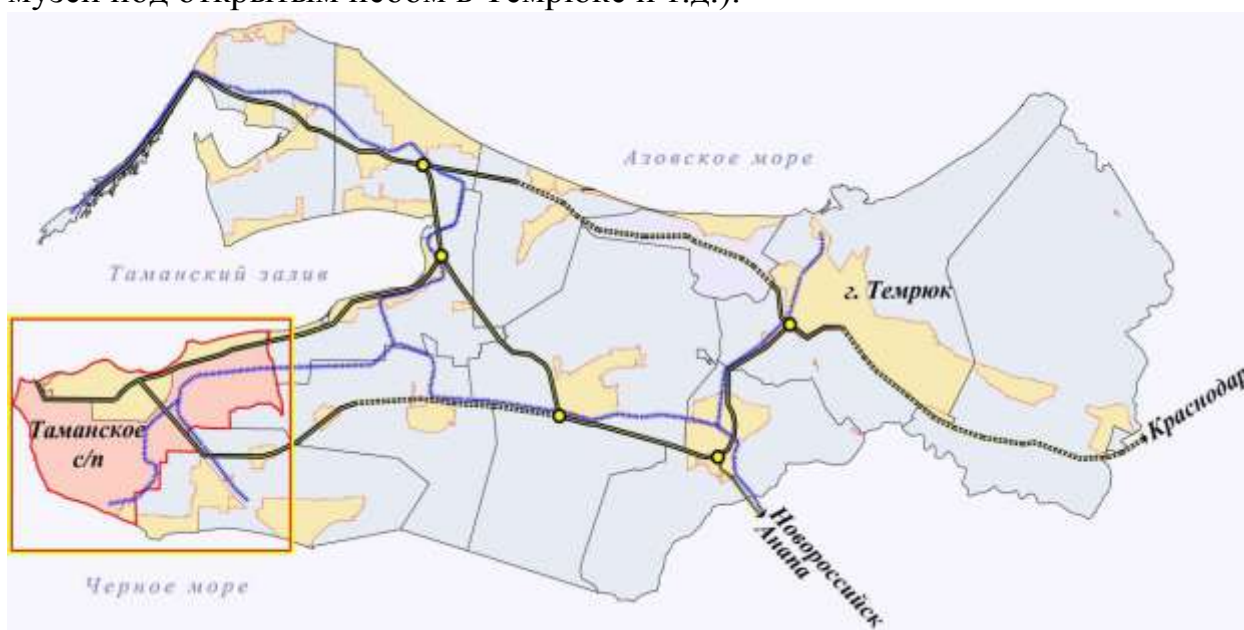 музей под открытым небом в Темрюке и т.д.).
Азовское море
Таманский залив
г. Темрюк
Таманское
с/п
Краснодар
Новороссийск
Анапа
Черное море